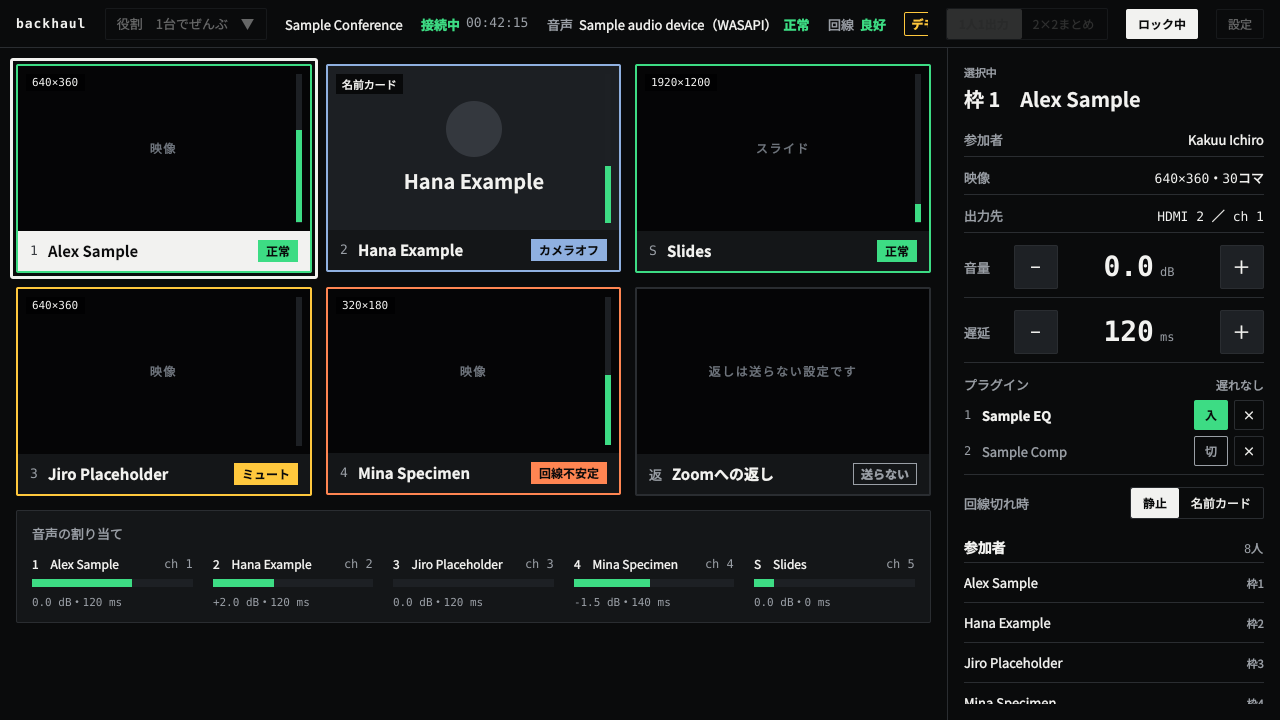 backhaul
役割 1台でぜんぶ ▼
Sample Conference 接続中 00:42:15
音声 Sample audio device（WASAPI） 正常
回線 良好
1人1出力 2×2まとめ
ロック中
設定
640×360
映像
1 Alex Sample 正常
名前カード
Hana Example
2 Hana Example カメラオフ
1920×1200
スライド
S Slides 正常
640×360
映像
3 Jiro Placeholder ミュート
320×180
映像
4 Mina Specimen 回線不安定
返しは送らない設定です
返 Zoomへの返し 送らない
音声の割り当て
1 Alex Sample ch 1
0.0 dB・120 ms
2 Hana Example ch 2
+2.0 dB・120 ms
3 Jiro Placeholder ch 3
0.0 dB・120 ms
4 Mina Specimen ch 4
-1.5 dB・140 ms
S Slides ch 5
0.0 dB・0 ms
選択中
枠 1 Alex Sample
参加者 Kakuu Ichiro
映像 640×360・30コマ
出力先 HDMI 2 ／ ch 1
音量 − 0.0 dB ＋
遅延 − 120 ms ＋
プラグイン 遅れなし
1 Sample EQ 入 ×
2 Sample Comp 切 ×
回線切れ時 静止 名前カード
参加者 8人
Alex Sample 枠1
Hana Example 枠2
Jiro Placeholder 枠3
Mina Specimen 枠4